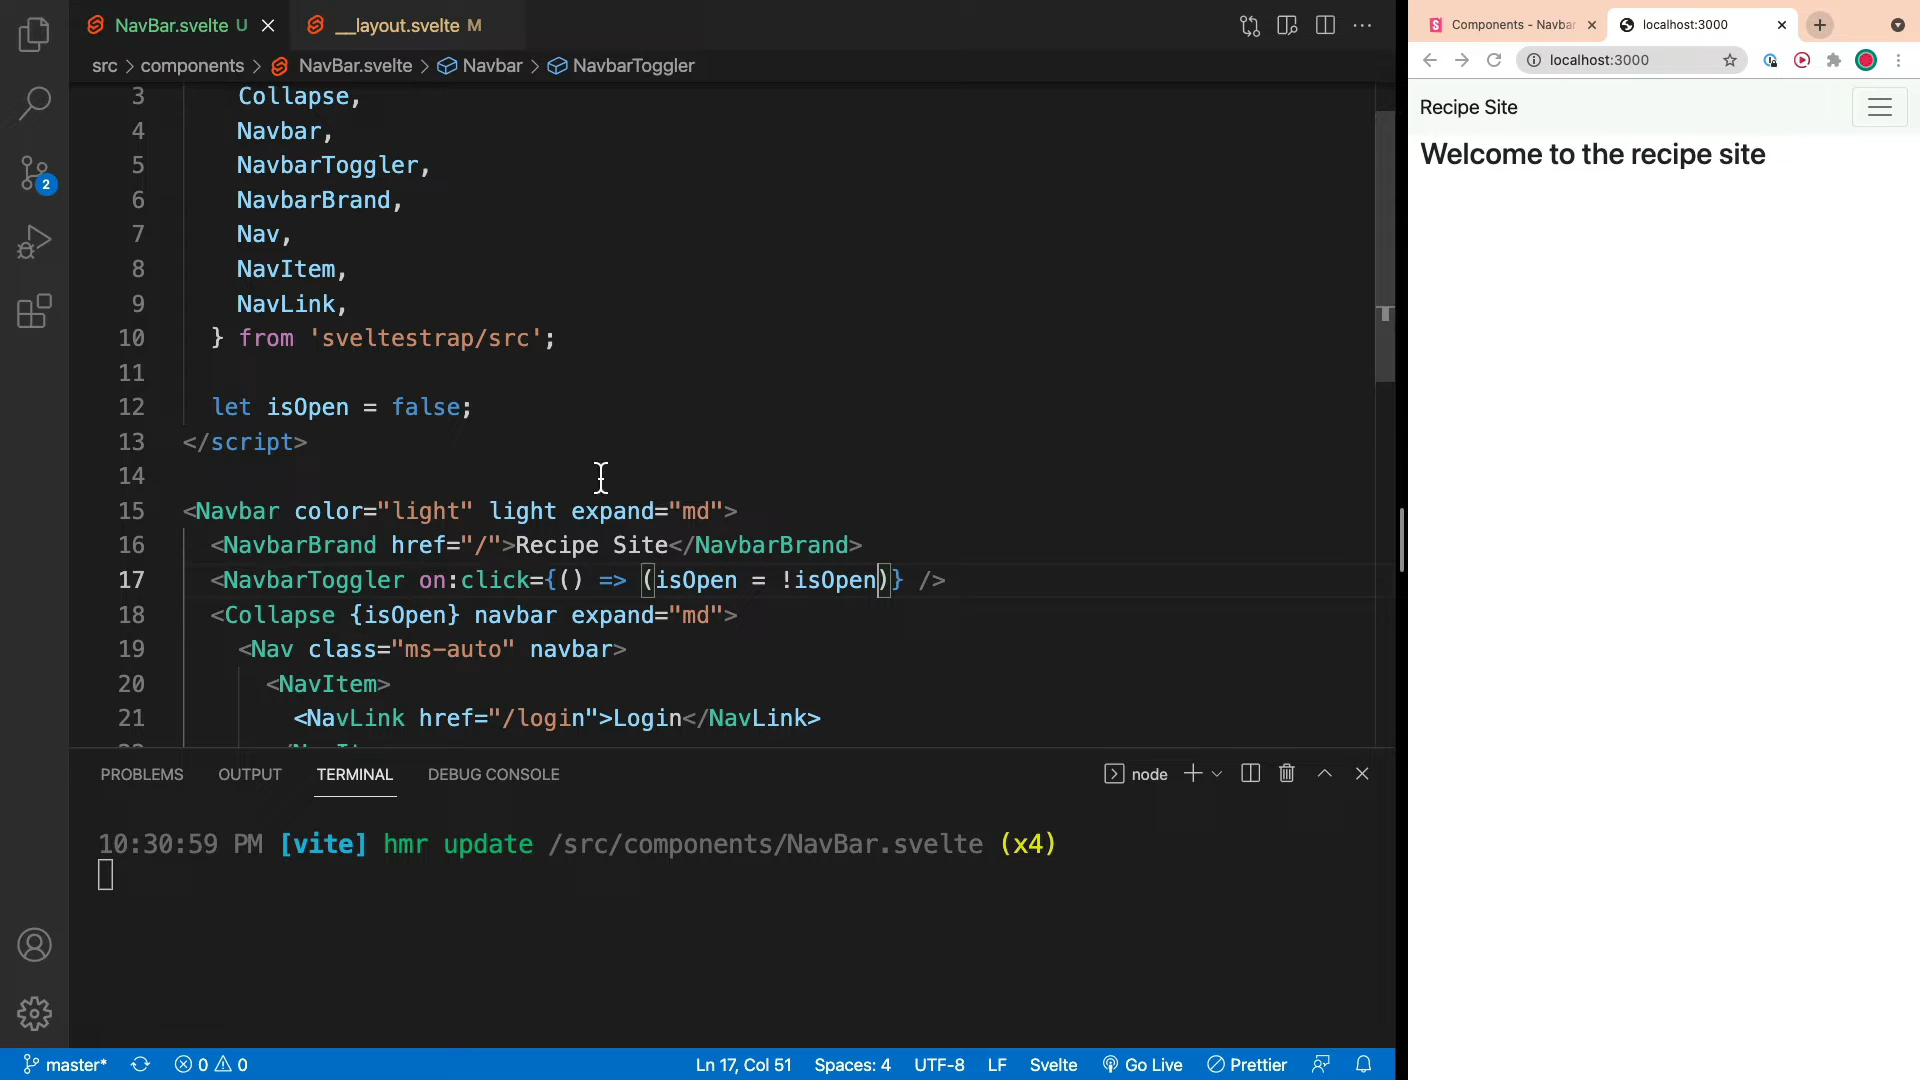 NavBar.svelte U
__layout.svelte M
src > components > NavBar.svelte > Navbar > NavbarToggler
3 Collapse,
4 Navbar,
5 NavbarToggler,
6 NavbarBrand,
7 Nav,
8 NavItem,
9 NavLink,
10 } from 'sveltestrap/src';
11
12 let isOpen = false;
13 </script>
14
15 <Navbar color="light" light expand="md">
16 <NavbarBrand href="/">Recipe Site</NavbarBrand>
17 <NavbarToggler on:click={() => (isOpen = !isOpen)} />
18 <Collapse {isOpen} navbar expand="md">
19 <Nav class="ms-auto" navbar>
20 <NavItem>
21 <NavLink href="/login">Login</NavLink>
2
PROBLEMS OUTPUT TERMINAL DEBUG CONSOLE
node
10:30:59 PM [vite] hmr update /src/components/NavBar.svelte (x4)
master* 0 0 Ln 17, Col 51 Spaces: 4 UTF-8 LF Svelte Go Live Prettier
Components - Navbar
localhost:3000
localhost:3000
Recipe Site
Welcome to the recipe site